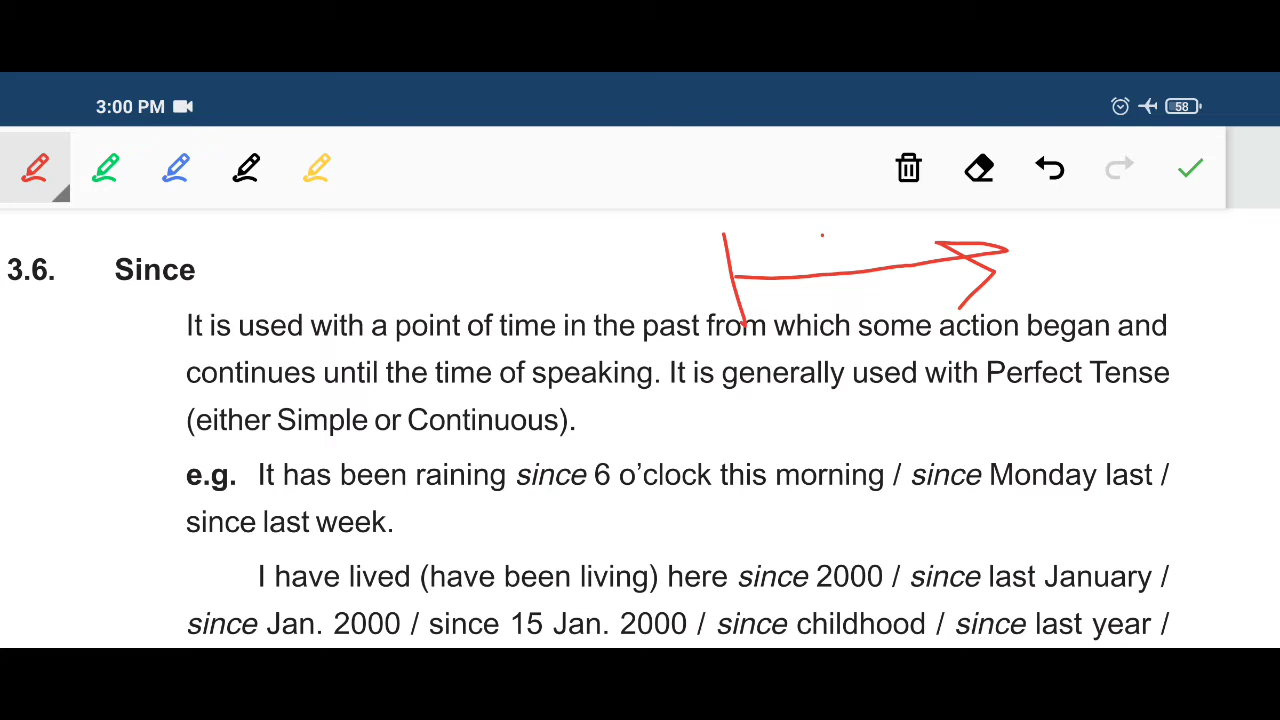 3:00 PM
58
3.6. Since
It is used with a point of time in the past from which some action began and
continues until the time of speaking. It is generally used with Perfect Tense
(either Simple or Continuous).
e.g. It has been raining since 6 o’clock this morning / since Monday last /
since last week.
I have lived (have been living) here since 2000 / since last January /
since Jan. 2000 / since 15 Jan. 2000 / since childhood / since last year /